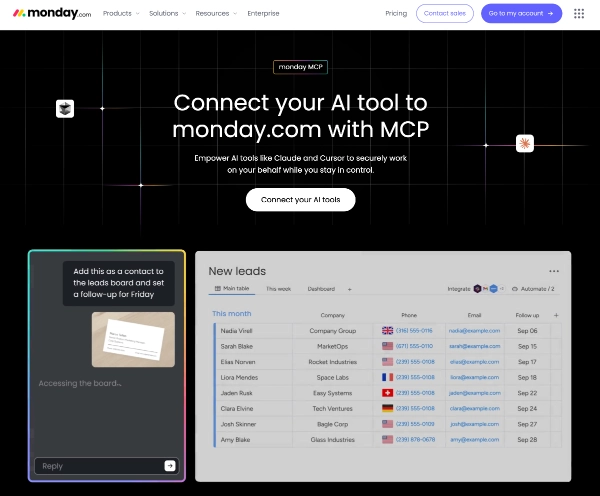 monday.com
Products
Solutions
Resources
Enterprise
Pricing
Contact sales
Go to my account →
monday MCP
Connect your AI tool to
monday.com with MCP
Empower AI tools like Claude and Cursor to securely work
on your behalf while you stay in control.
Connect your AI tools
Add this as a contact to
the leads board and set
a follow-up for Friday
Accessing the board...
Reply
New leads
Main table This week Dashboard + Integrate Automate / 2
This month Company Phone Email Follow up +
Nadia Virell Company Group (316) 555-0116 nadia@example.com Sep 06
Sarah Blake MarketOps (671) 555-0110 sarah@example.com Sep 15
Elias Norven Rocket Industries (239) 555-0108 elias@example.com Sep 17
Liora Mendes Space Labs (239) 555-0108 liora@example.com Sep 18
Jaden Rusk Easy Systems (239) 555-0108 jaden@example.com Sep 22
Clara Elvine Tech Ventures (239) 555-0108 clara@example.com Sep 24
Josh Skinner Bagle Corp (239) 555-0108 josh@example.com Sep 27
Amy Blake Glass Industries (239) 878-0678 amy@example.com Sep 28